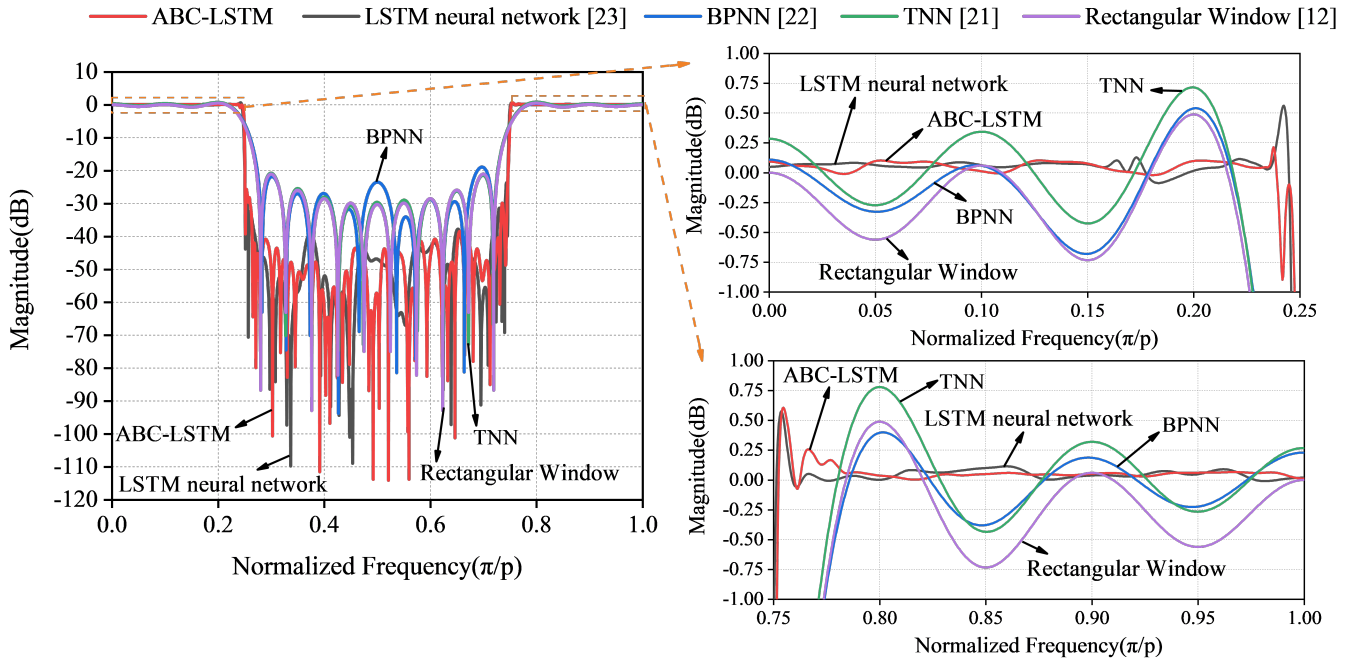 ABC-LSTM LSTM neural network [23] BPNN [22] TNN [21] Rectangular Window [12]
10
0
-10
-20
-30
-40
-50
-60
-70
-80
-90
-100
-110
-120
Magnitude(dB)
BPNN
ABC-LSTM
TNN
Rectangular Window
LSTM neural network
0.0 0.2 0.4 0.6 0.8 1.0
Normalized Frequency(π/p)
1.00
0.75
0.50
0.25
0.00
-0.25
-0.50
-0.75
-1.00
Magnitude(dB)
LSTM neural network
TNN
ABC-LSTM
BPNN
Rectangular Window
0.00 0.05 0.10 0.15 0.20 0.25
Normalized Frequency(π/p)
1.00
0.75
0.50
0.25
0.00
-0.25
-0.50
-0.75
-1.00
Magnitude(dB)
ABC-LSTM
TNN
LSTM neural network
BPNN
Rectangular Window
0.75 0.80 0.85 0.90 0.95 1.00
Normalized Frequency(π/p)